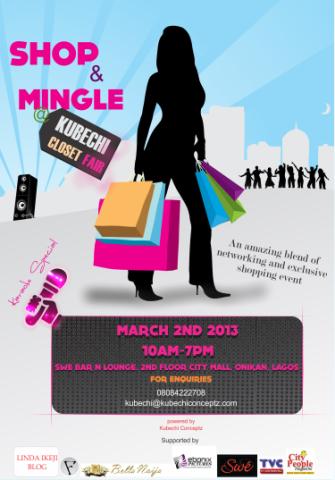 SHOP
&
MINGLE
@
KUBECHI
CLOSET FAIR
An amazing blend of
networking and exclusive
shopping event
MARCH 2ND 2013
10AM-7PM
SWE BAR N LOUNGE, 2ND FLOOR CITY MALL, ONIKAN, LAGOS
FOR ENQUIRIES
08084222708
kubechi@kubechiconceptz.com
powered by
Kubechi Conceptz
Supported by
LINDA IKEJI
BLOG
Bella Naija
PICTURES
Swé
TVC
City
People